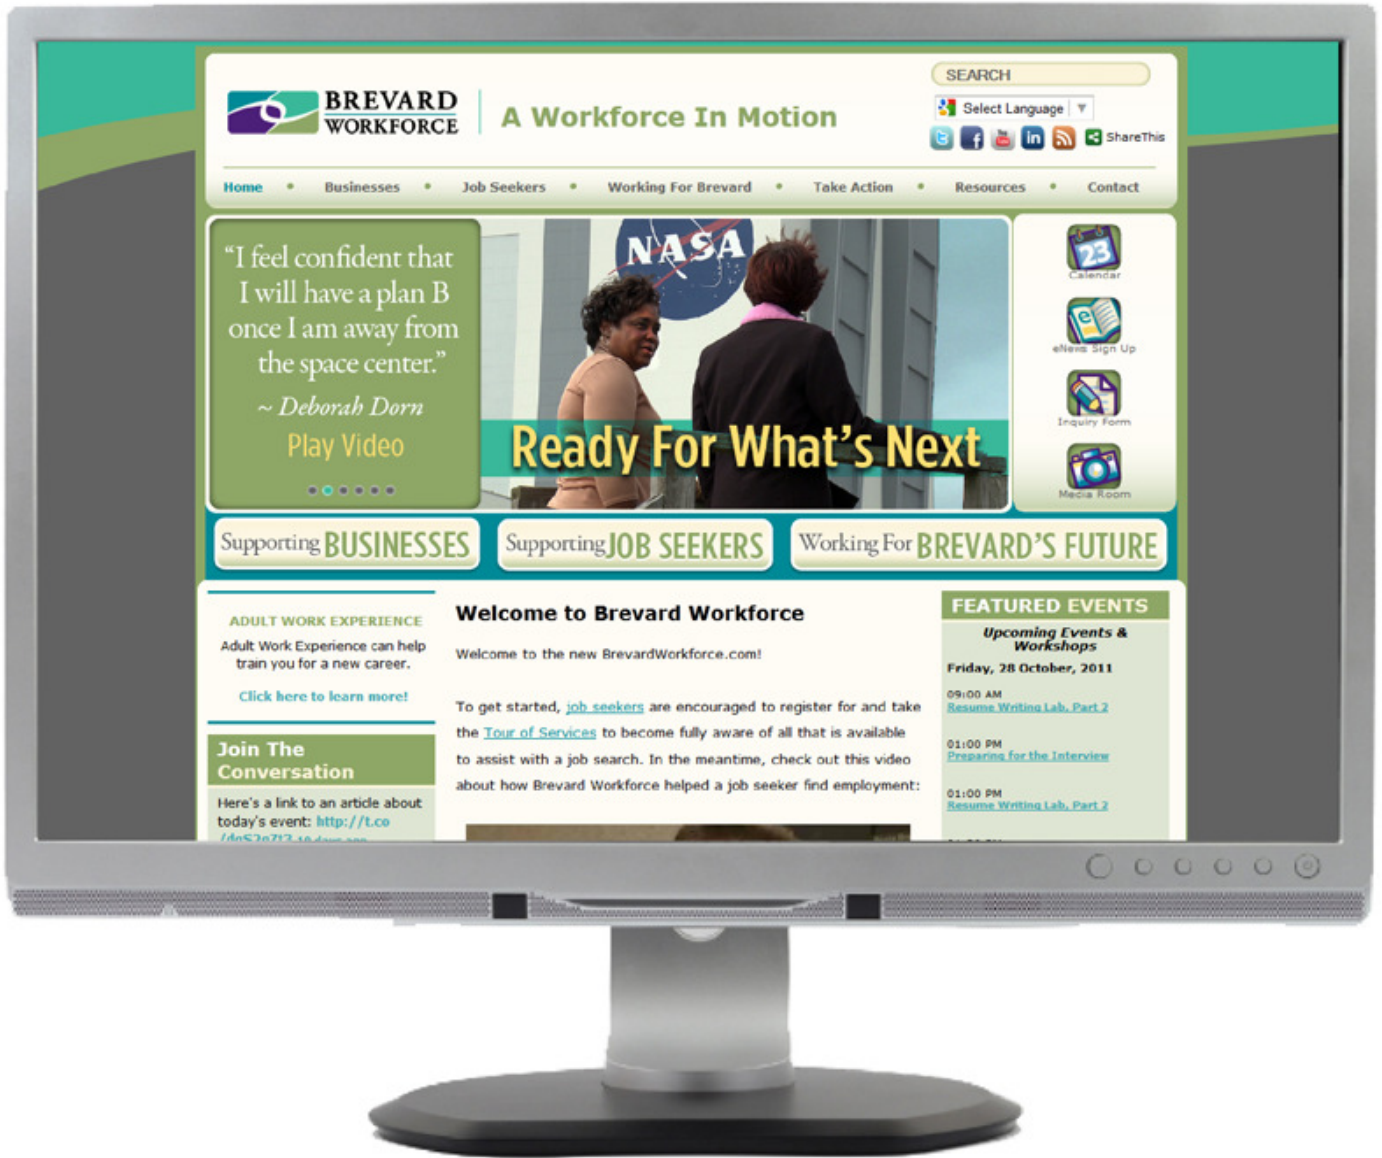 BREVARD
WORKFORCE
A Workforce In Motion
SEARCH
Select Language
ShareThis
Home • Businesses • Job Seekers • Working For Brevard • Take Action • Resources • Contact
“I feel confident that
I will have a plan B
once I am away from
the space center.”
~ Deborah Dorn
Play Video
NASA
Ready For What's Next
23
Calendar
eNews Sign Up
Inquiry Form
Media Room
Supporting BUSINESSES
Supporting JOB SEEKERS
Working For BREVARD'S FUTURE
ADULT WORK EXPERIENCE
Adult Work Experience can help
train you for a new career.
Click here to learn more!
Join The
Conversation
Here's a link to an article about
today's event: http://t.co
Welcome to Brevard Workforce
Welcome to the new BrevardWorkforce.com!
To get started, job seekers are encouraged to register for and take
the Tour of Services to become fully aware of all that is available
to assist with a job search. In the meantime, check out this video
about how Brevard Workforce helped a job seeker find employment:
FEATURED EVENTS
Upcoming Events &
Workshops
Friday, 28 October, 2011
09:00 AM
Resume Writing Lab, Part 2
01:00 PM
Preparing for the Interview
01:00 PM
Resume Writing Lab, Part 2